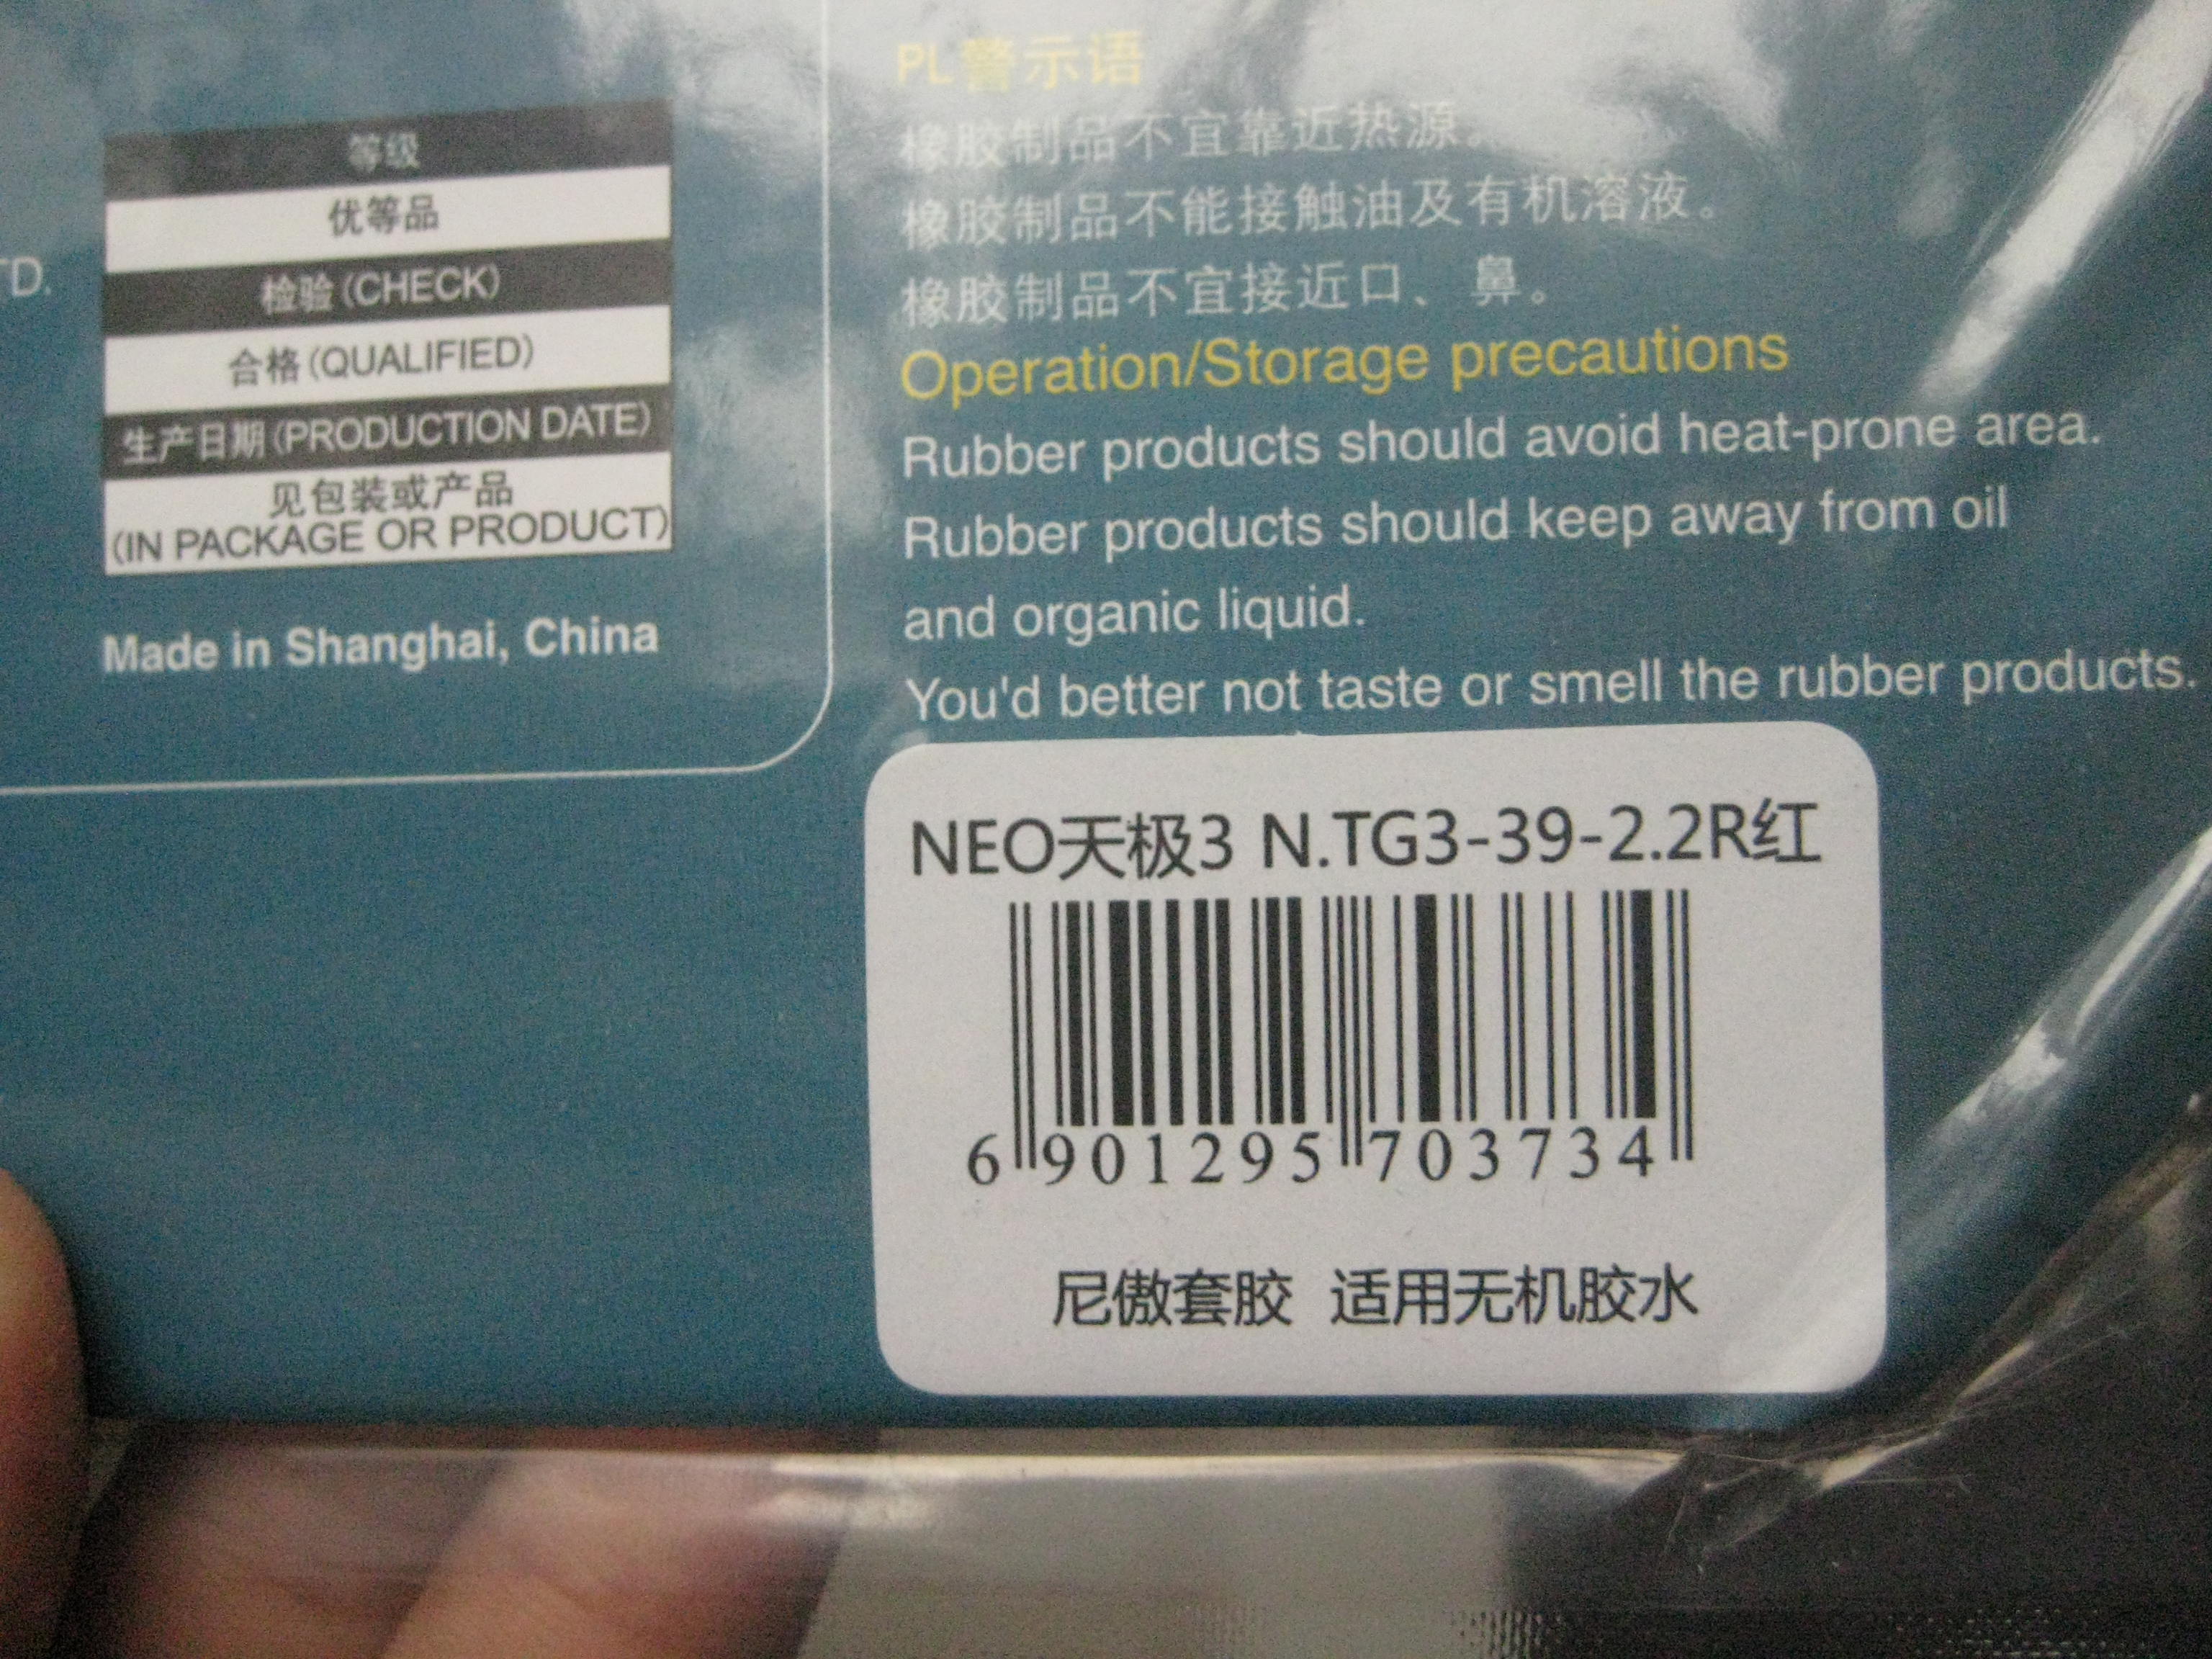 TD.
等级
优等品
检验(CHECK)
合格(QUALIFIED)
生产日期(PRODUCTION DATE)
见包装或产品
(IN PACKAGE OR PRODUCT)
Made in Shanghai, China
PL警示语
橡胶制品不宜靠近热源。
橡胶制品不能接触油及有机溶液。
橡胶制品不宜接近口、鼻。
Operation/Storage precautions
Rubber products should avoid heat-prone area.
Rubber products should keep away from oil
and organic liquid.
You'd better not taste or smell the rubber products.
NEO天极3 N.TG3-39-2.2R红
6 901295 703734
尼傲套胶 适用无机胶水